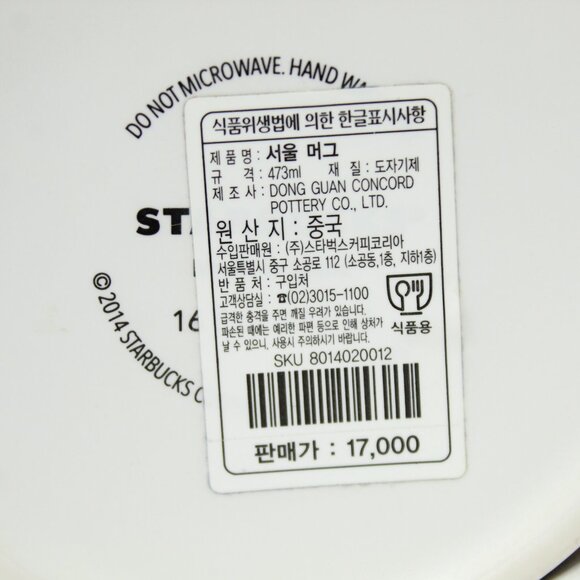 DO NOT MICROWAVE. HAND
식품위생법에 의한 한글표시사항
제 품 명 : 서울 머그
규 격 : 473ml 재 질 : 도자기제
제 조 사 : DONG GUAN CONCORD
POTTERY CO., LTD.
원 산 지 : 중국
수입판매원 : (주)스타벅스커피코리아
서울특별시 중구 소공로 112 (소공동,1층, 지하1층)
반 품 처 : 구입처
고객상담실 : ☎(02)3015-1100
급격한 충격을 주면 깨질 우려가 있습니다.
파손된 때에는 예리한 파편 등으로 인해 상처가
날 수 있으니, 사용시 주의하시기 바랍니다.
식품용
SKU 8014020012
판매가 : 17,000
16
© 2014 STARBUCKS